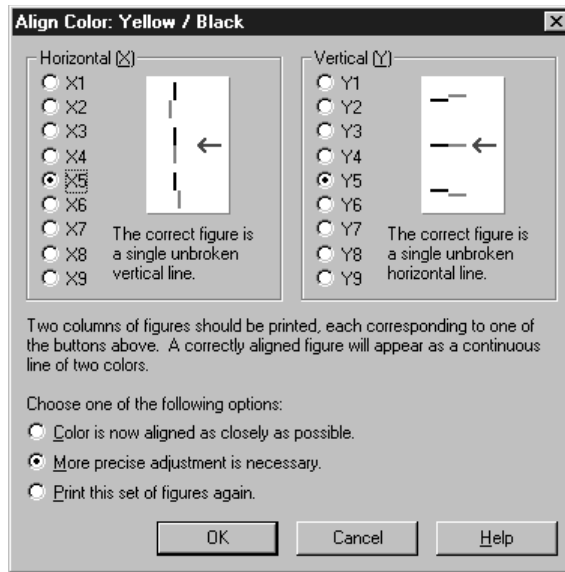 Align Color: Yellow / Black
Horizontal (X)
X1
X2
X3
X4
X5
X6
X7
X8
X9
The correct figure is
a single unbroken
vertical line.
Vertical (Y)
Y1
Y2
Y3
Y4
Y5
Y6
Y7
Y8
Y9
The correct figure is
a single unbroken
horizontal line.
Two columns of figures should be printed, each corresponding to one of
the buttons above.  A correctly aligned figure will appear as a continuous
line of two colors.
Choose one of the following options:
Color is now aligned as closely as possible.
More precise adjustment is necessary.
Print this set of figures again.
OK
Cancel
Help